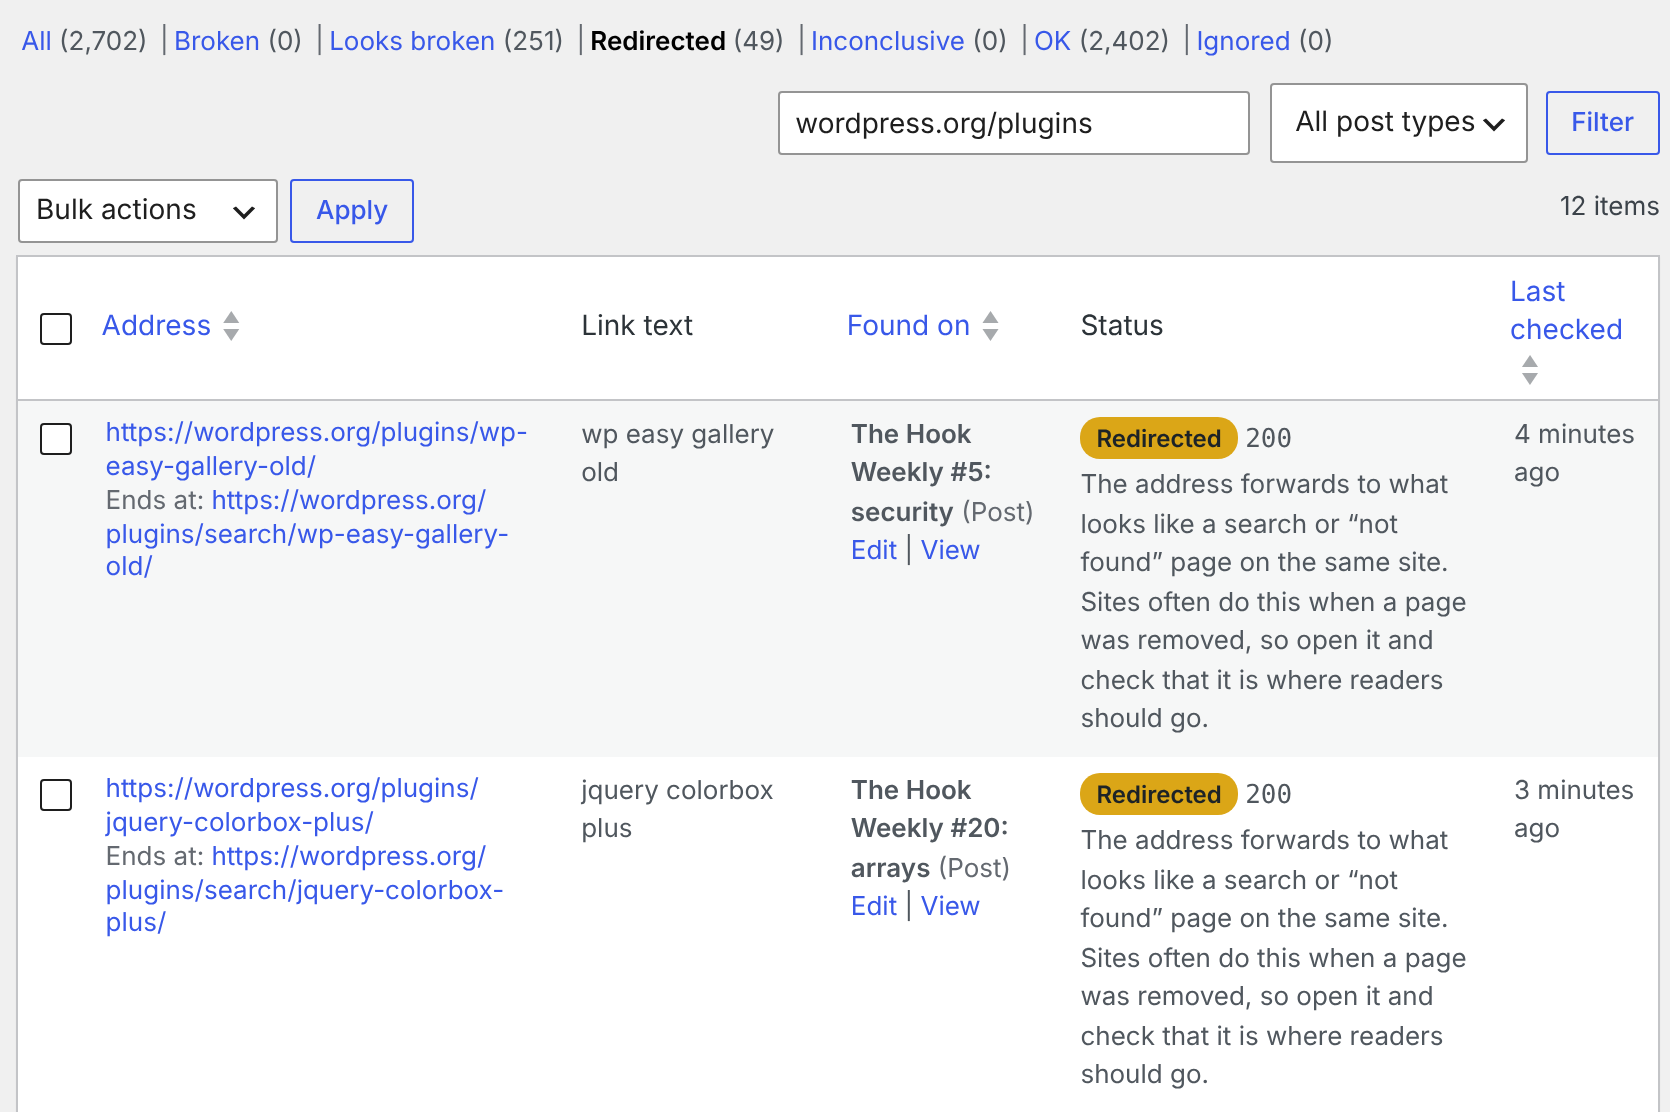 All (2,702) | Broken (0) | Looks broken (251) | Redirected (49) | Inconclusive (0) | OK (2,402) | Ignored (0)
wordpress.org/plugins
All post types
Filter
Bulk actions
Apply
12 items
Address
Link text
Found on
Status
Last
checked
https://wordpress.org/plugins/wp-
easy-gallery-old/
Ends at: https://wordpress.org/
plugins/search/wp-easy-gallery-
old/
wp easy gallery
old
The Hook
Weekly #5:
security (Post)
Edit | View
Redirected 200
The address forwards to what
looks like a search or “not
found” page on the same site.
Sites often do this when a page
was removed, so open it and
check that it is where readers
should go.
4 minutes
ago
https://wordpress.org/plugins/
jquery-colorbox-plus/
Ends at: https://wordpress.org/
plugins/search/jquery-colorbox-
plus/
jquery colorbox
plus
The Hook
Weekly #20:
arrays (Post)
Edit | View
Redirected 200
The address forwards to what
looks like a search or “not
found” page on the same site.
Sites often do this when a page
was removed, so open it and
check that it is where readers
should go.
3 minutes
ago